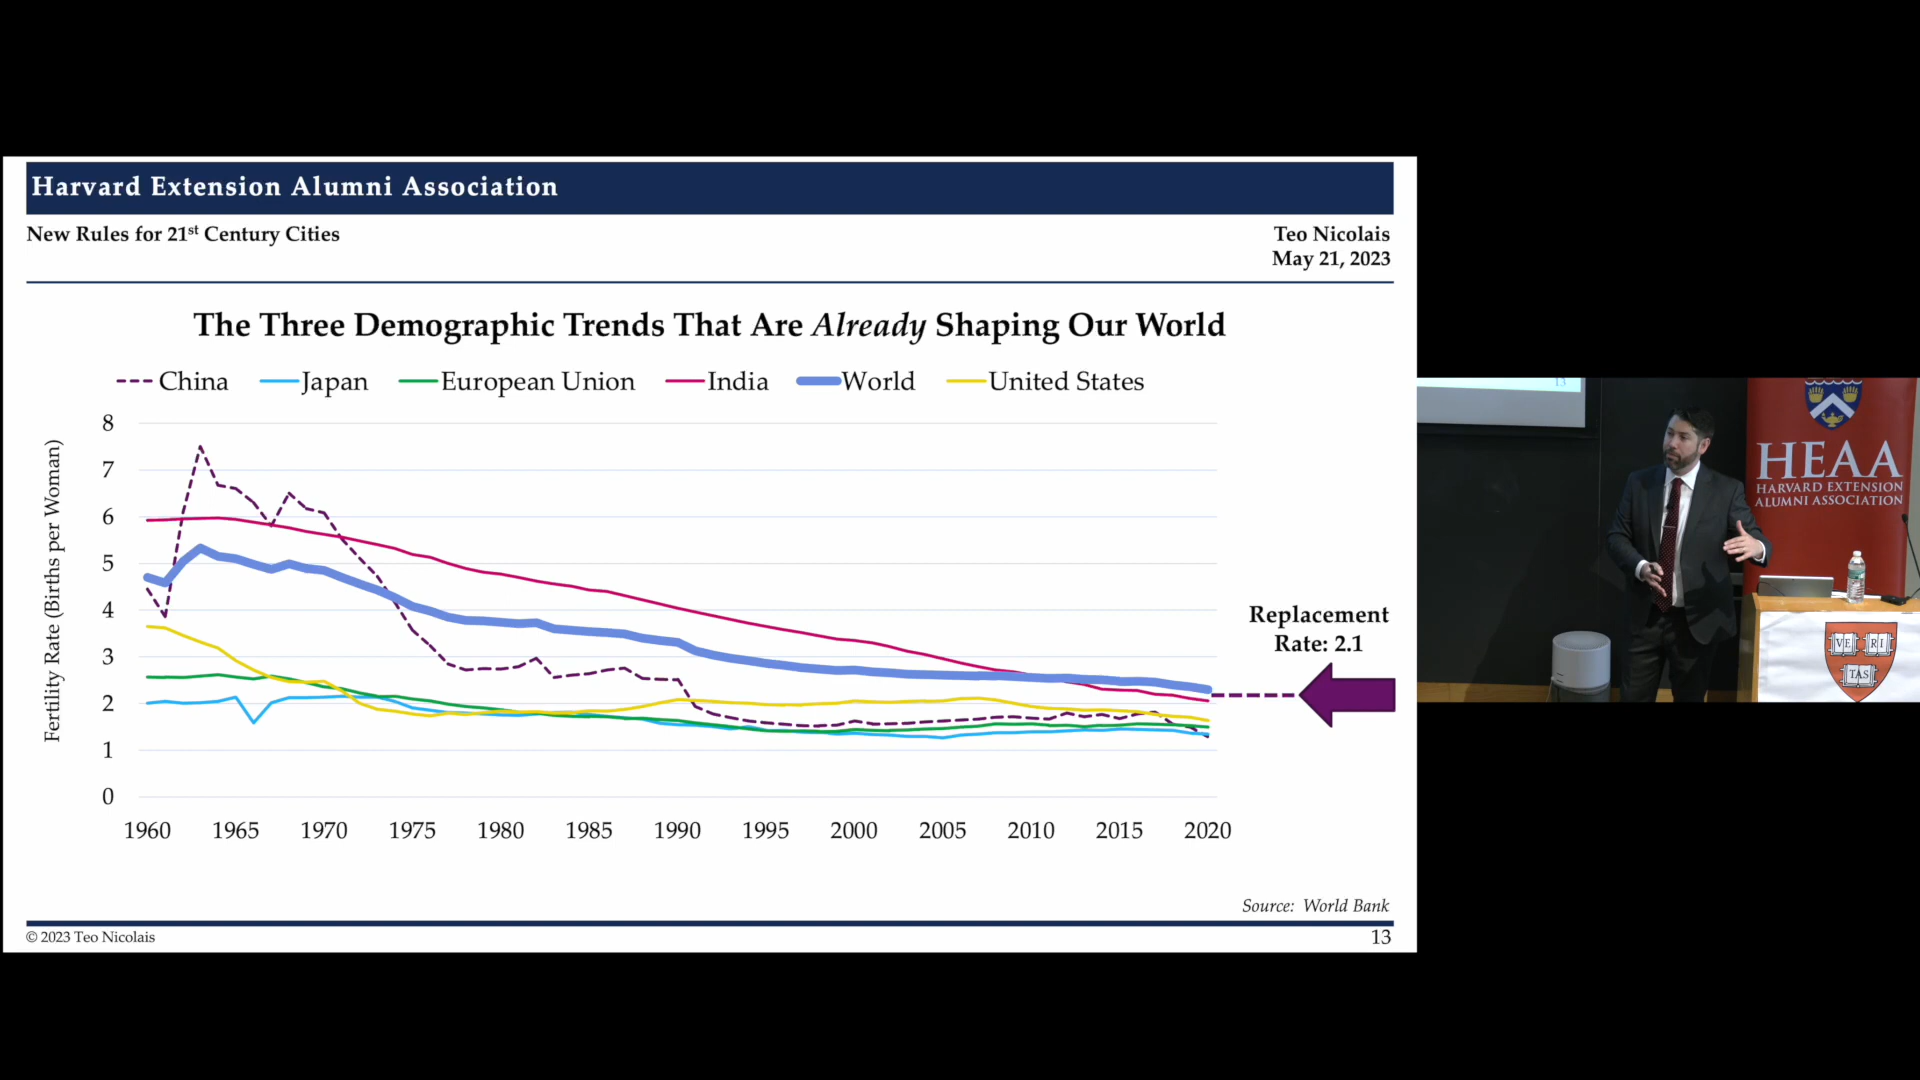 Harvard Extension Alumni Association
New Rules for 21st Century Cities
Teo Nicolais
May 21, 2023
The Three Demographic Trends That Are Already Shaping Our World
China
Japan
European Union
India
World
United States
Fertility Rate (Births per Woman)
8
7
6
5
4
3
2
1
0
1960 1965 1970 1975 1980 1985 1990 1995 2000 2005 2010 2015 2020
Replacement
Rate: 2.1
Source: World Bank
© 2023 Teo Nicolais
13
13
HEAA
HARVARD EXTENSION
ALUMNI ASSOCIATION
VE RI
TAS